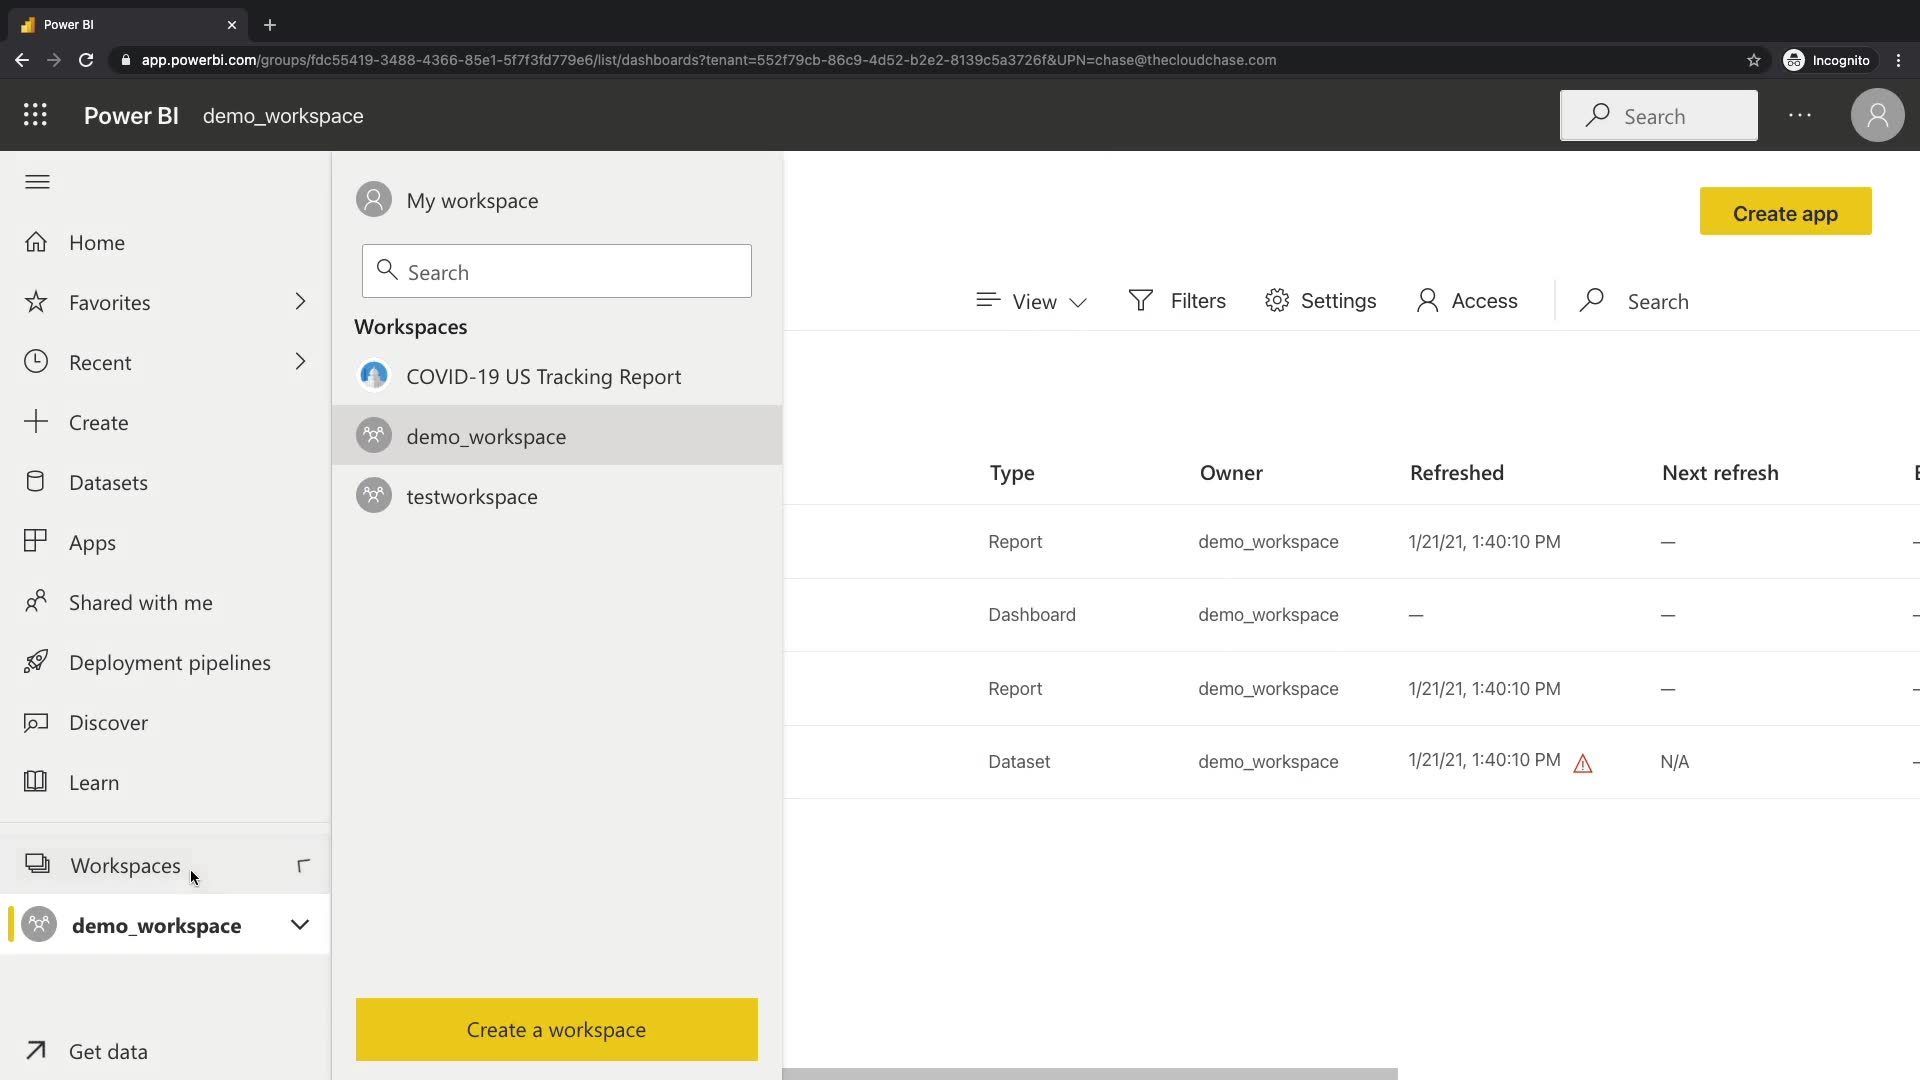 Power BI
app.powerbi.com/groups/fdc55419-3488-4366-85e1-5f7f3fd779e6/list/dashboards?tenant=552f79cb-86c9-4d52-b2e2-8139c5a3726f&UPN=chase@thecloudchase.com
Incognito
Power BI demo_workspace
Search
Home
Favorites
Recent
Create
Datasets
Apps
Shared with me
Deployment pipelines
Discover
Learn
Workspaces
demo_workspace
Get data
My workspace
Search
Workspaces
COVID-19 US Tracking Report
demo_workspace
testworkspace
Create a workspace
Create app
View Filters Settings Access Search
Type Owner Refreshed Next refresh
Report demo_workspace 1/21/21, 1:40:10 PM —
Dashboard demo_workspace — —
Report demo_workspace 1/21/21, 1:40:10 PM —
Dataset demo_workspace 1/21/21, 1:40:10 PM N/A